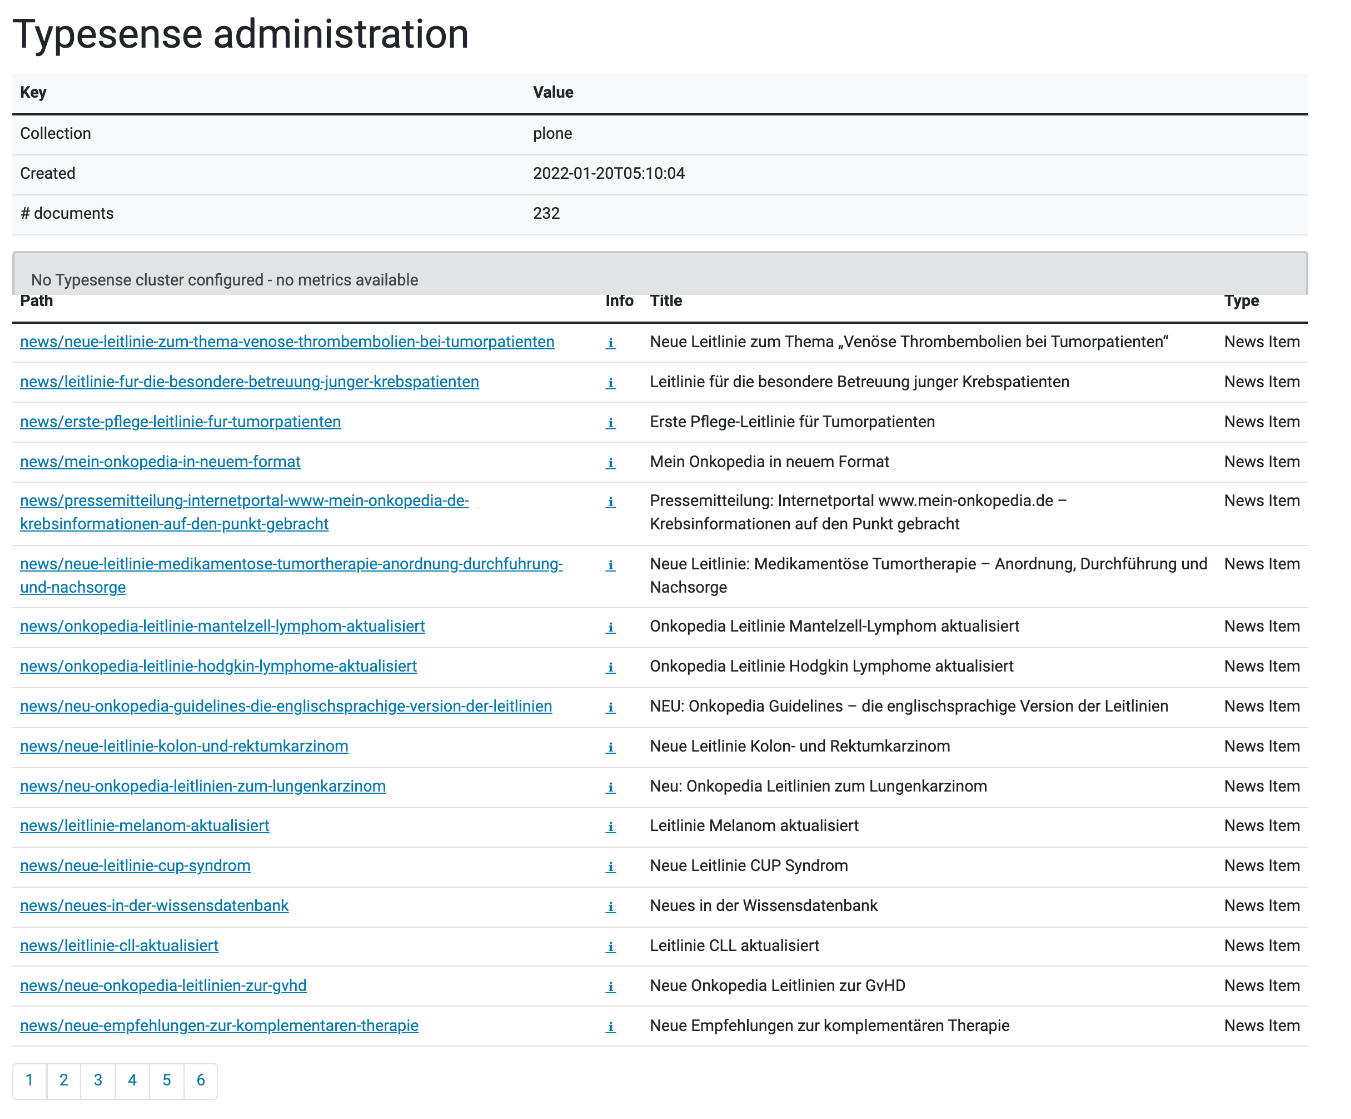 Typesense administration
Key Value
Collection plone
Created 2022-01-20T05:10:04
# documents 232
No Typesense cluster configured - no metrics available
Path Info Title Type
news/neue-leitlinie-zum-thema-venose-thrombembolien-bei-tumorpatienten i Neue Leitlinie zum Thema „Venöse Thrombembolien bei Tumorpatienten“ News Item
news/leitlinie-fur-die-besondere-betreuung-junger-krebspatienten i Leitlinie für die besondere Betreuung junger Krebspatienten News Item
news/erste-pflege-leitlinie-fur-tumorpatienten i Erste Pflege-Leitlinie für Tumorpatienten News Item
news/mein-onkopedia-in-neuem-format i Mein Onkopedia in neuem Format News Item
news/pressemitteilung-internetportal-www-mein-onkopedia-de- i Pressemitteilung: Internetportal www.mein-onkopedia.de – News Item
krebsinformationen-auf-den-punkt-gebracht Krebsinformationen auf den Punkt gebracht
news/neue-leitlinie-medikamentose-tumortherapie-anordnung-durchfuhrung- i Neue Leitlinie: Medikamentöse Tumortherapie – Anordnung, Durchführung und News Item
und-nachsorge Nachsorge
news/onkopedia-leitlinie-mantelzell-lymphom-aktualisiert i Onkopedia Leitlinie Mantelzell-Lymphom aktualisiert News Item
news/onkopedia-leitlinie-hodgkin-lymphome-aktualisiert i Onkopedia Leitlinie Hodgkin Lymphome aktualisiert News Item
news/neu-onkopedia-guidelines-die-englischsprachige-version-der-leitlinien i NEU: Onkopedia Guidelines – die englischsprachige Version der Leitlinien News Item
news/neue-leitlinie-kolon-und-rektumkarzinom i Neue Leitlinie Kolon- und Rektumkarzinom News Item
news/neu-onkopedia-leitlinien-zum-lungenkarzinom i Neu: Onkopedia Leitlinien zum Lungenkarzinom News Item
news/leitlinie-melanom-aktualisiert i Leitlinie Melanom aktualisiert News Item
news/neue-leitlinie-cup-syndrom i Neue Leitlinie CUP Syndrom News Item
news/neues-in-der-wissensdatenbank i Neues in der Wissensdatenbank News Item
news/leitlinie-cll-aktualisiert i Leitlinie CLL aktualisiert News Item
news/neue-onkopedia-leitlinien-zur-gvhd i Neue Onkopedia Leitlinien zur GvHD News Item
news/neue-empfehlungen-zur-komplementaren-therapie i Neue Empfehlungen zur komplementären Therapie News Item
1 2 3 4 5 6